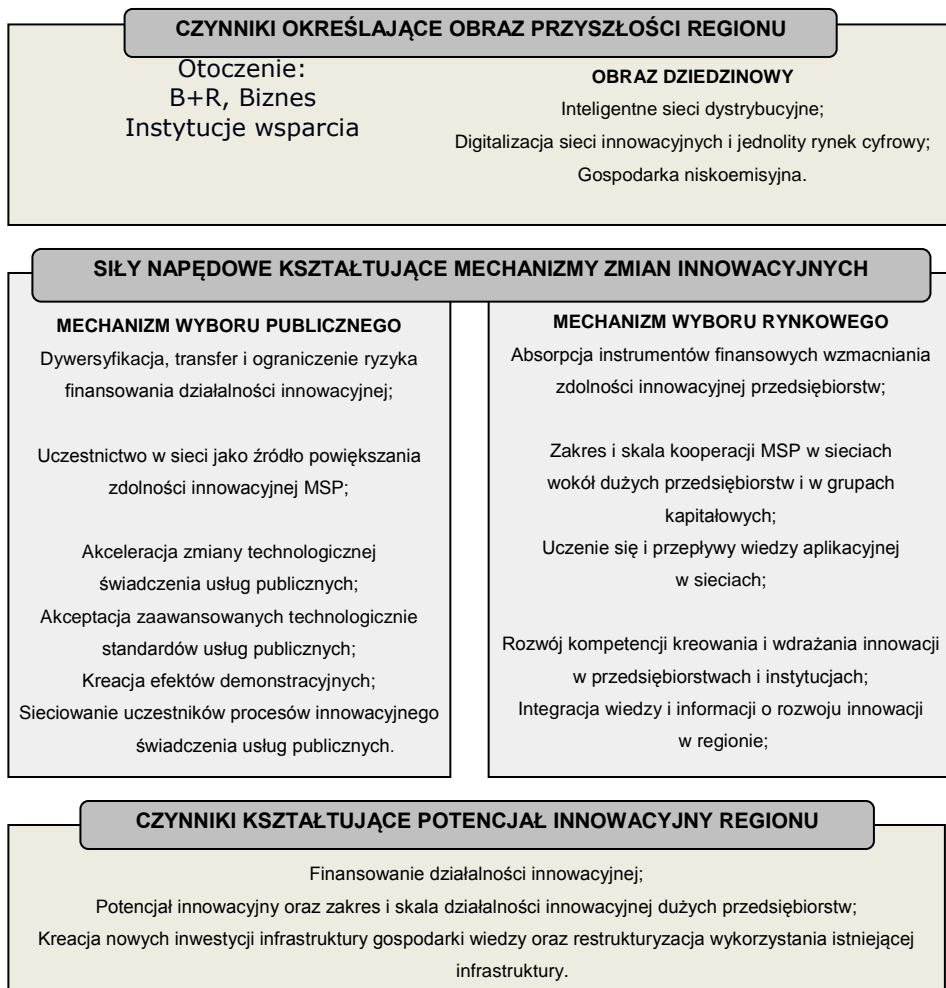 CZYNNIKI OKREŚLAJĄCE OBRAZ PRZYSZŁOŚCI REGIONU
Otoczenie:
B+R, Biznes
Instytucje wsparcia
OBRAZ DZIEDZINOWY
Inteligentne sieci dystrybucyjne;
Digitalizacja sieci innowacyjnych i jednolity rynek cyfrowy;
Gospodarka niskoemisyjna.
SIŁY NAPĘDOWE KSZTAŁTUJĄCE MECHANIZMY ZMIAN INNOWACYJNYCH
MECHANIZM WYBORU PUBLICZNEGO
Dywersyfikacja, transfer i ograniczenie ryzyka
finansowania działalności innowacyjnej;
Uczestnictwo w sieci jako źródło powiększania
zdolności innowacyjnej MSP;
Akceleracja zmiany technologicznej
świadczenia usług publicznych;
Akceptacja zaawansowanych technologicznie
standardów usług publicznych;
Kreacja efektów demonstracyjnych;
Sieciowanie uczestników procesów innowacyjnego
świadczenia usług publicznych.
MECHANIZM WYBORU RYNKOWEGO
Absorpcja instrumentów finansowych wzmacniania
zdolności innowacyjnej przedsiębiorstw;
Zakres i skala kooperacji MSP w sieciach
wokół dużych przedsiębiorstw i w grupach
kapitałowych;
Uczenie się i przepływy wiedzy aplikacyjnej
w sieciach;
Rozwój kompetencji kreowania i wdrażania innowacji
w przedsiębiorstwach i instytucjach;
Integracja wiedzy i informacji o rozwoju innowacji
w regionie;
CZYNNIKI KSZTAŁTUJĄCE POTENCJAŁ INNOWACYJNY REGIONU
Finansowanie działalności innowacyjnej;
Potencjał innowacyjny oraz zakres i skala działalności innowacyjnej dużych przedsiębiorstw;
Kreacja nowych inwestycji infrastruktury gospodarki wiedzy oraz restrukturyzacja wykorzystania istniejącej
infrastruktury.